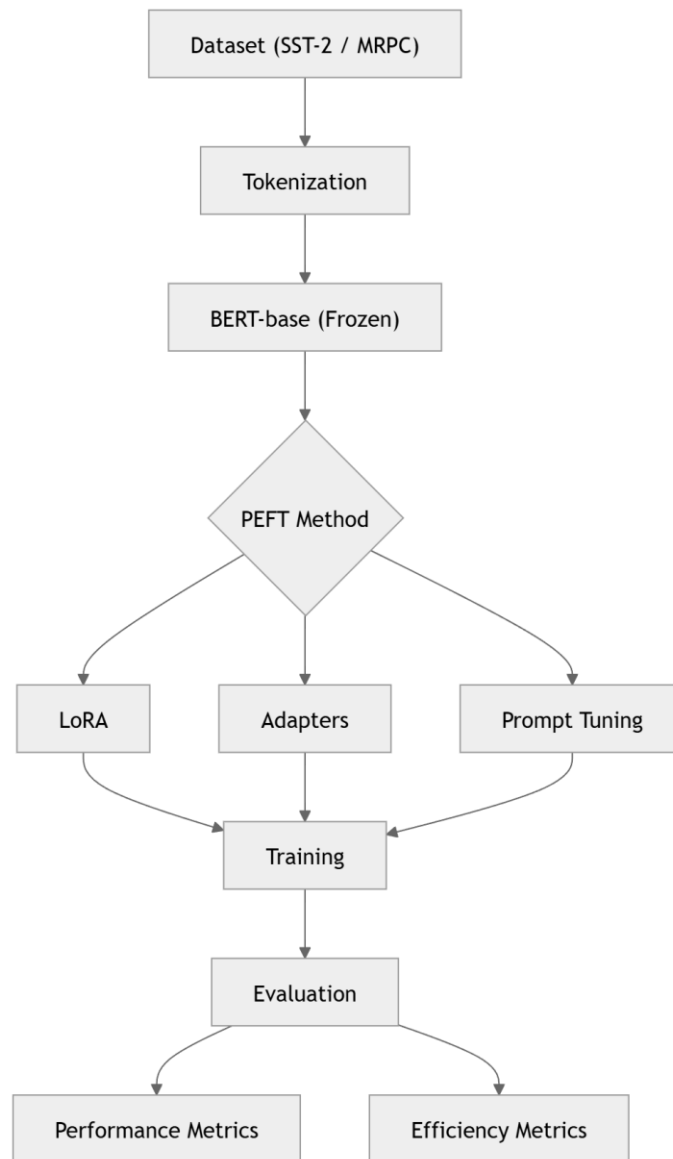 Dataset (SST-2 / MRPC)
Tokenization
BERT-base (Frozen)
PEFT Method
LoRA
Adapters
Prompt Tuning
Training
Evaluation
Performance Metrics
Efficiency Metrics